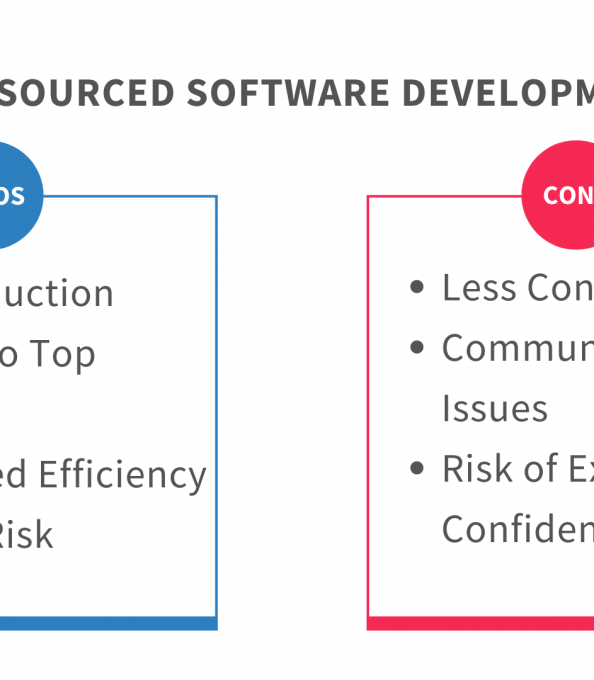 SOURCED SOFTWARE DEVELOPM
OS
uction
o Top
ed Efficiency
Risk
CON
• Less Con
• Commun
Issues
• Risk of Ex
Confiden